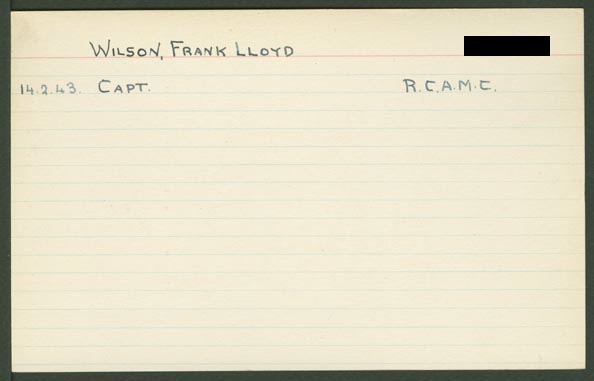 WILSON, FRANK LLOYD
14.2.43. CAPT. R.C.A.M.C.